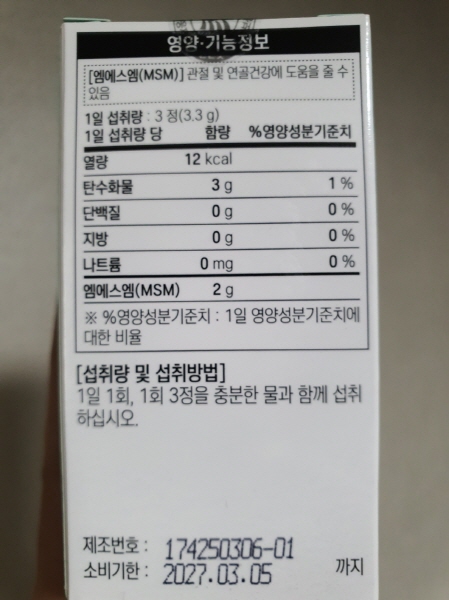 영양·기능정보
[엠에스엠(MSM)] 관절 및 연골건강에 도움을 줄 수
있음
1일 섭취량 : 3 정(3.3 g)
1일 섭취량 당 함량 %영양성분기준치
열량 12 kcal
탄수화물 3 g 1 %
단백질 0 g 0 %
지방 0 g 0 %
나트륨 0 mg 0 %
엠에스엠(MSM) 2 g
※ %영양성분기준치 : 1일 영양성분기준치에
대한 비율
[섭취량 및 섭취방법]
1일 1회, 1회 3정을 충분한 물과 함께 섭취
하십시오.
제조번호 : 174250306-01
소비기한 : 2027.03.05 까지